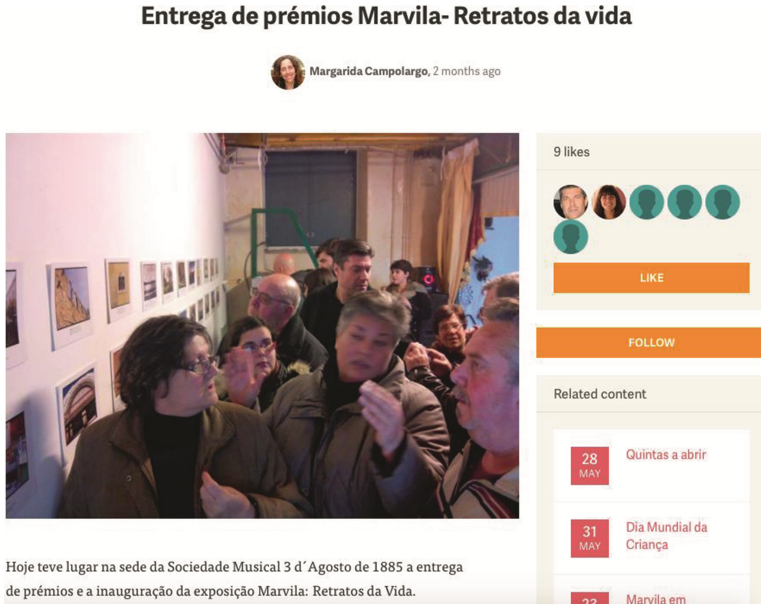 Entrega de prémios Marvila- Retratos da vida
Margarida Campolargo, 2 months ago
9 likes
LIKE
FOLLOW
Related content
28
MAY
Quintas a abrir
31
MAY
Dia Mundial da
Criança
23
Marvila em
Hoje teve lugar na sede da Sociedade Musical 3 d´Agosto de 1885 a entrega
de prémios e a inauguração da exposição Marvila: Retratos da Vida.